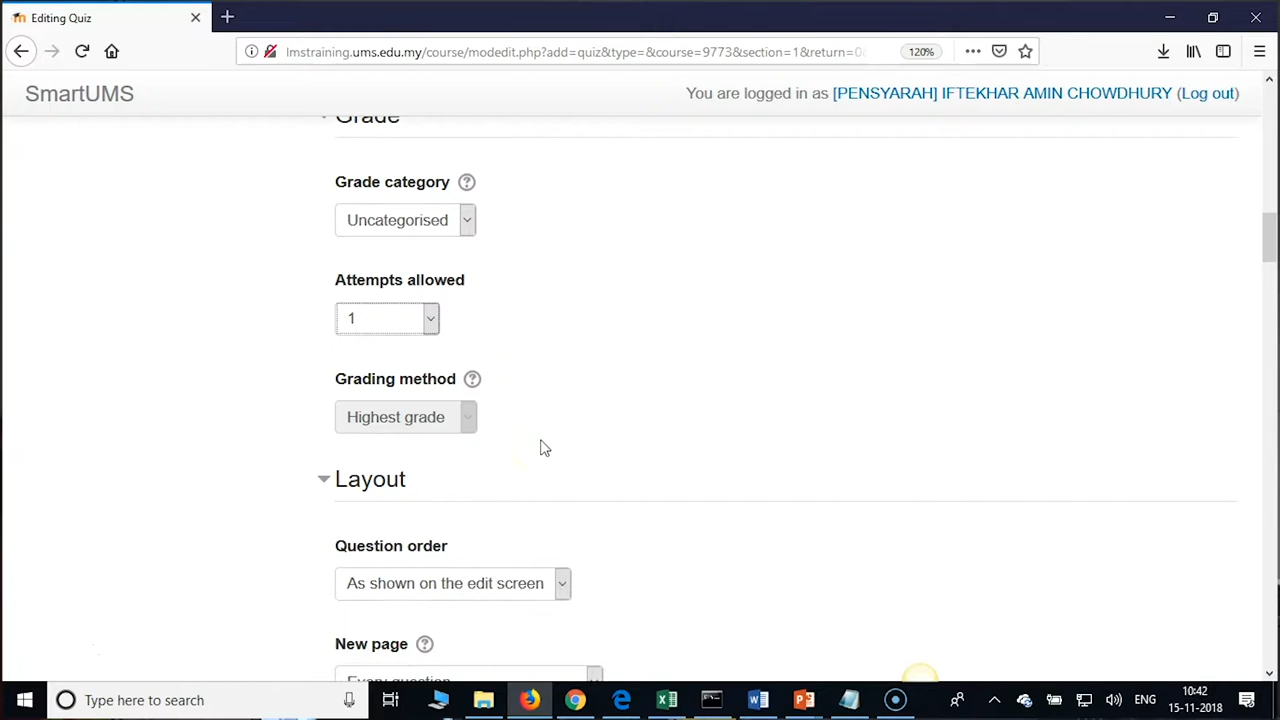 Editing Quiz
lmstraining.ums.edu.my/course/modedit.php?add=quiz&type=&course=9773&section=1&return=0
120%
SmartUMS
You are logged in as [PENSYARAH] IFTEKHAR AMIN CHOWDHURY (Log out)
Grade
Grade category
Uncategorised
Attempts allowed
1
Grading method
Highest grade
Layout
Question order
As shown on the edit screen
New page
Every question
Type here to search
ENG
10:42
15-11-2018